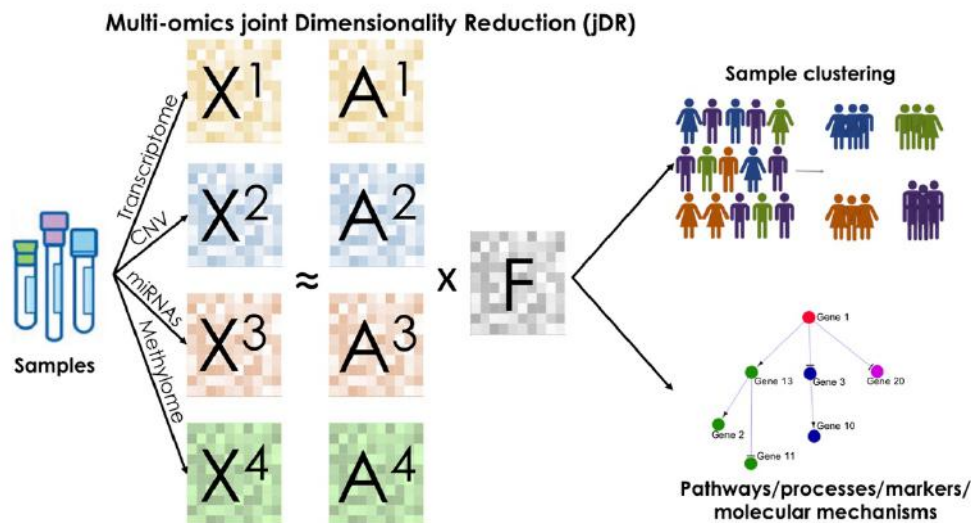 Multi-omics joint Dimensionality Reduction (jDR)
Samples
Transcriptome
CNV
miRNAs
Methylome
X1
A1
X2
A2
X3
A3
X4
A4
≈
x
F
Sample clustering
Gene 1
Gene 13
Gene 3
Gene 20
Gene 2
Gene 10
Gene 11
Pathways/processes/markers/
molecular mechanisms